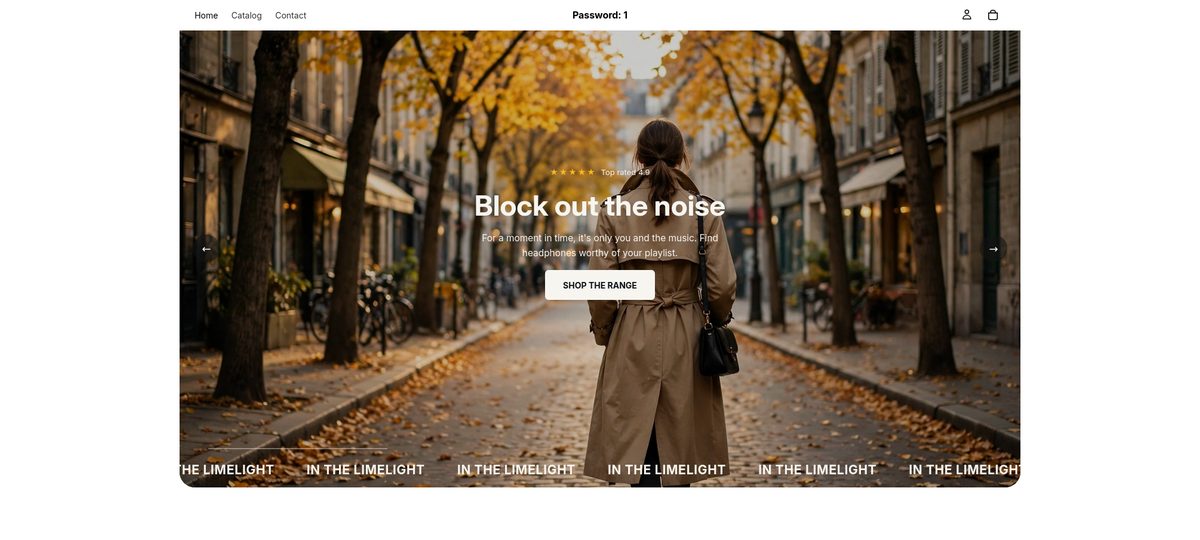 Home Catalog Contact
Password: 1
★★★★★ Top rated 4.9
Block out the noise
For a moment in time, it's only you and the music. Find
headphones worthy of your playlist.
SHOP THE RANGE
THE LIMELIGHT IN THE LIMELIGHT IN THE LIMELIGHT IN THE LIMELIGHT IN THE LIMELIGHT IN THE LIMELIGHT